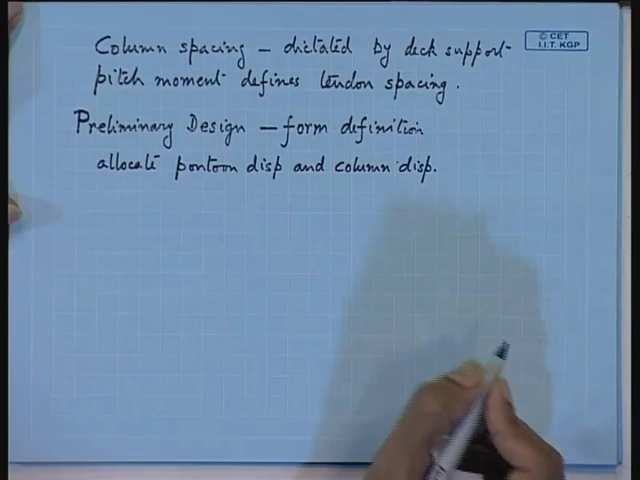 Column spacing – dictated by deck support
© CET
I.I.T. KGP
pitch moment defines tendon spacing.
Preliminary Design – form definition
allocate pontoon disp and column disp.